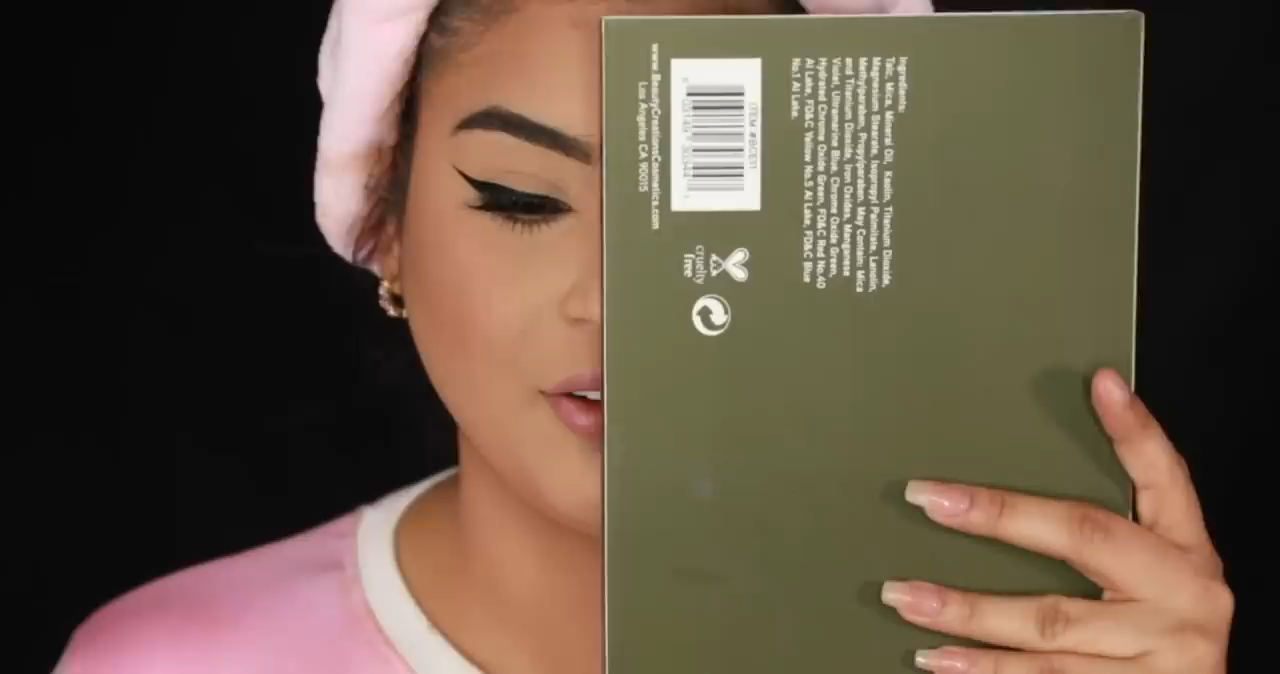 Ingredients:
Talc, Mica, Mineral Oil, Kaolin, Titanium Dioxide,
Magnesium Stearate, Isopropyl Palmitate, Lanolin,
Methylparaben, Propylparaben. May Contain: Mica
and Titanium Dioxide, Iron Oxides, Manganese
Violet, Ultramarine Blue, Chrome Oxide Green,
Hydrated Chrome Oxide Green, FD&C Red No.40
Al Lake, FD&C Yellow No.5 Al Lake, FD&C Blue
No.1 Al Lake.
ITEM
cruelty
free
www.BeautyCreationsCosmetics.com
Los Angeles CA 90015